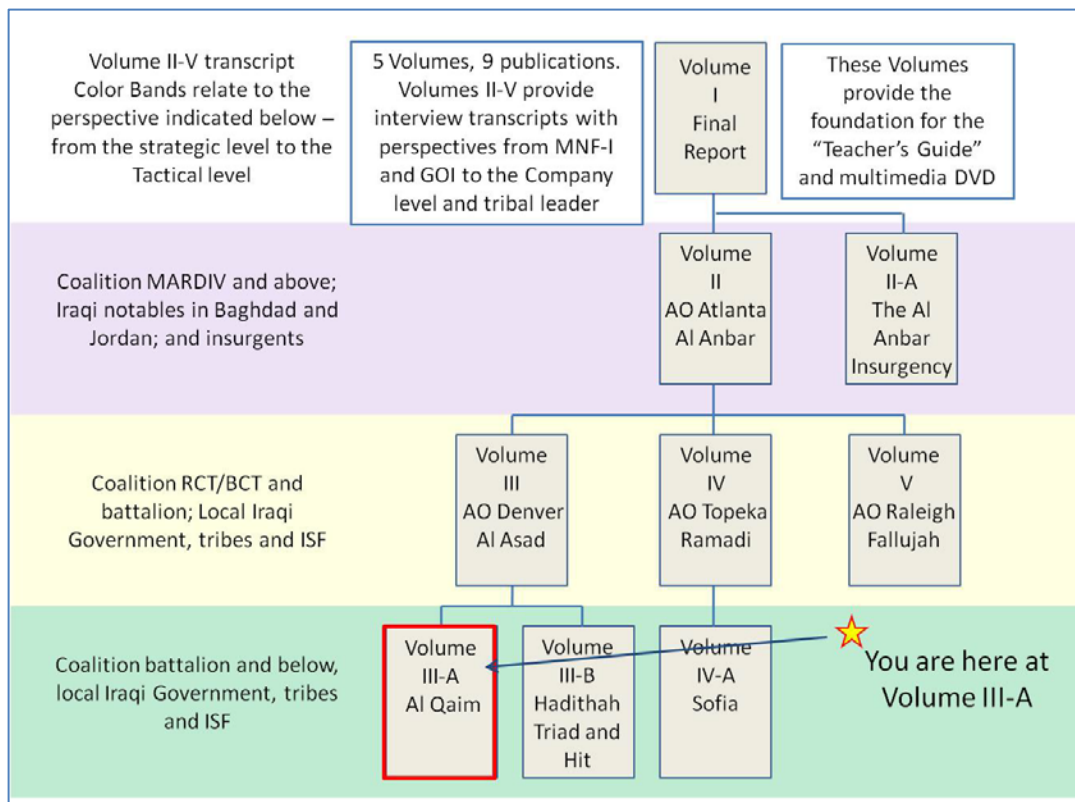 Volume II-V transcript
Color Bands relate to the
perspective indicated below –
from the strategic level to the
Tactical level
5 Volumes, 9 publications.
Volumes II-V provide
interview transcripts with
perspectives from MNF-I
and GOI to the Company
level and tribal leader
Volume
I
Final
Report
These Volumes
provide the
foundation for the
“Teacher’s Guide”
and multimedia DVD
Coalition MARDIV and above;
Iraqi notables in Baghdad and
Jordan; and insurgents
Volume
II
AO Atlanta
Al Anbar
Volume
II-A
The Al
Anbar
Insurgency
Coalition RCT/BCT and
battalion; Local Iraqi
Government, tribes and ISF
Volume
III
AO Denver
Al Asad
Volume
IV
AO Topeka
Ramadi
Volume
V
AO Raleigh
Fallujah
Coalition battalion and below,
local Iraqi Government, tribes
and ISF
Volume
III-A
Al Qaim
Volume
III-B
Hadithah
Triad and
Hit
Volume
IV-A
Sofia
You are here at
Volume III-A